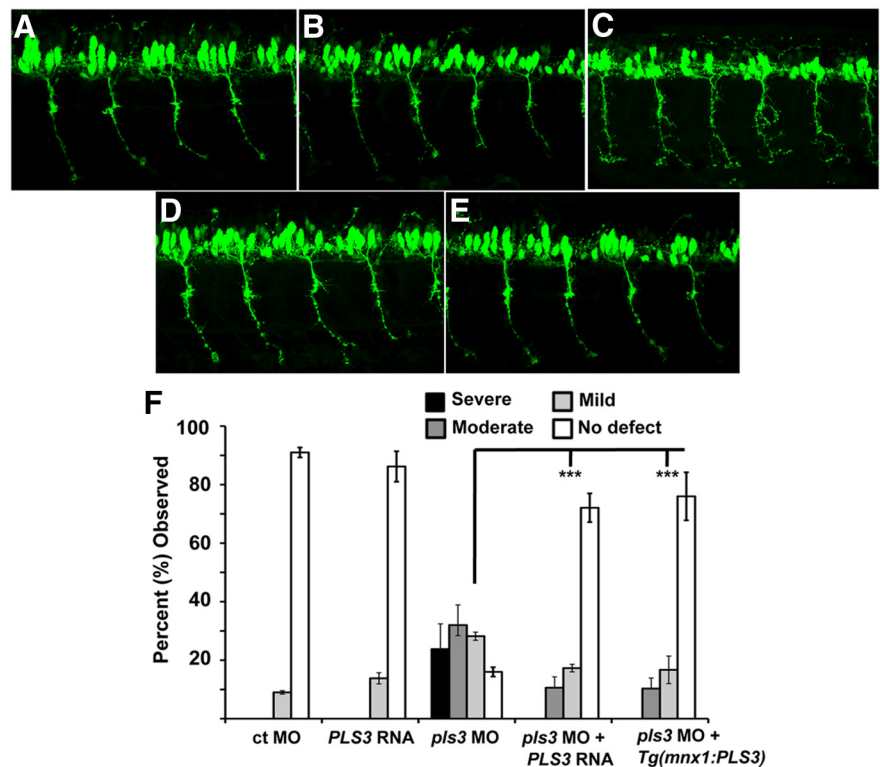 A
B
C
D
E
F
Severe
Mild
Moderate
No defect
Percent (%) Observed
100
80
60
40
20
***
***
ct MO
PLS3 RNA
pls3 MO
pls3 MO +
PLS3 RNA
pls3 MO +
Tg(mnx1:PLS3)